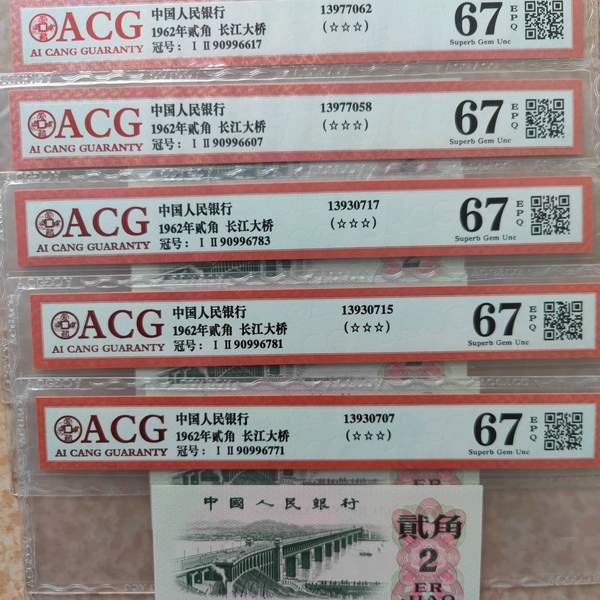 ACG
AI CANG GUARANTY
中国人民银行
1962年贰角 长江大桥
冠号：ⅠⅡ90996617
13977062
(☆☆☆)
67
EPQ
Superb Gem Unc
ACG
AI CANG GUARANTY
中国人民银行
1962年贰角 长江大桥
冠号：ⅠⅡ90996607
13977058
(☆☆☆)
67
EPQ
Superb Gem Unc
ACG
AI CANG GUARANTY
中国人民银行
1962年贰角 长江大桥
冠号：ⅠⅡ90996783
13930717
(☆☆☆)
67
EPQ
Superb Gem Unc
2
ACG
AI CANG GUARANTY
中国人民银行
1962年贰角 长江大桥
冠号：ⅠⅡ90996781
13930715
(☆☆☆)
67
EPQ
Superb Gem Unc
ACG
AI CANG GUARANTY
中国人民银行
1962年贰角 长江大桥
冠号：ⅠⅡ90996771
13930707
(☆☆☆)
67
EPQ
Superb Gem Unc
中國人民銀行
貳角
2
ER
JIAO